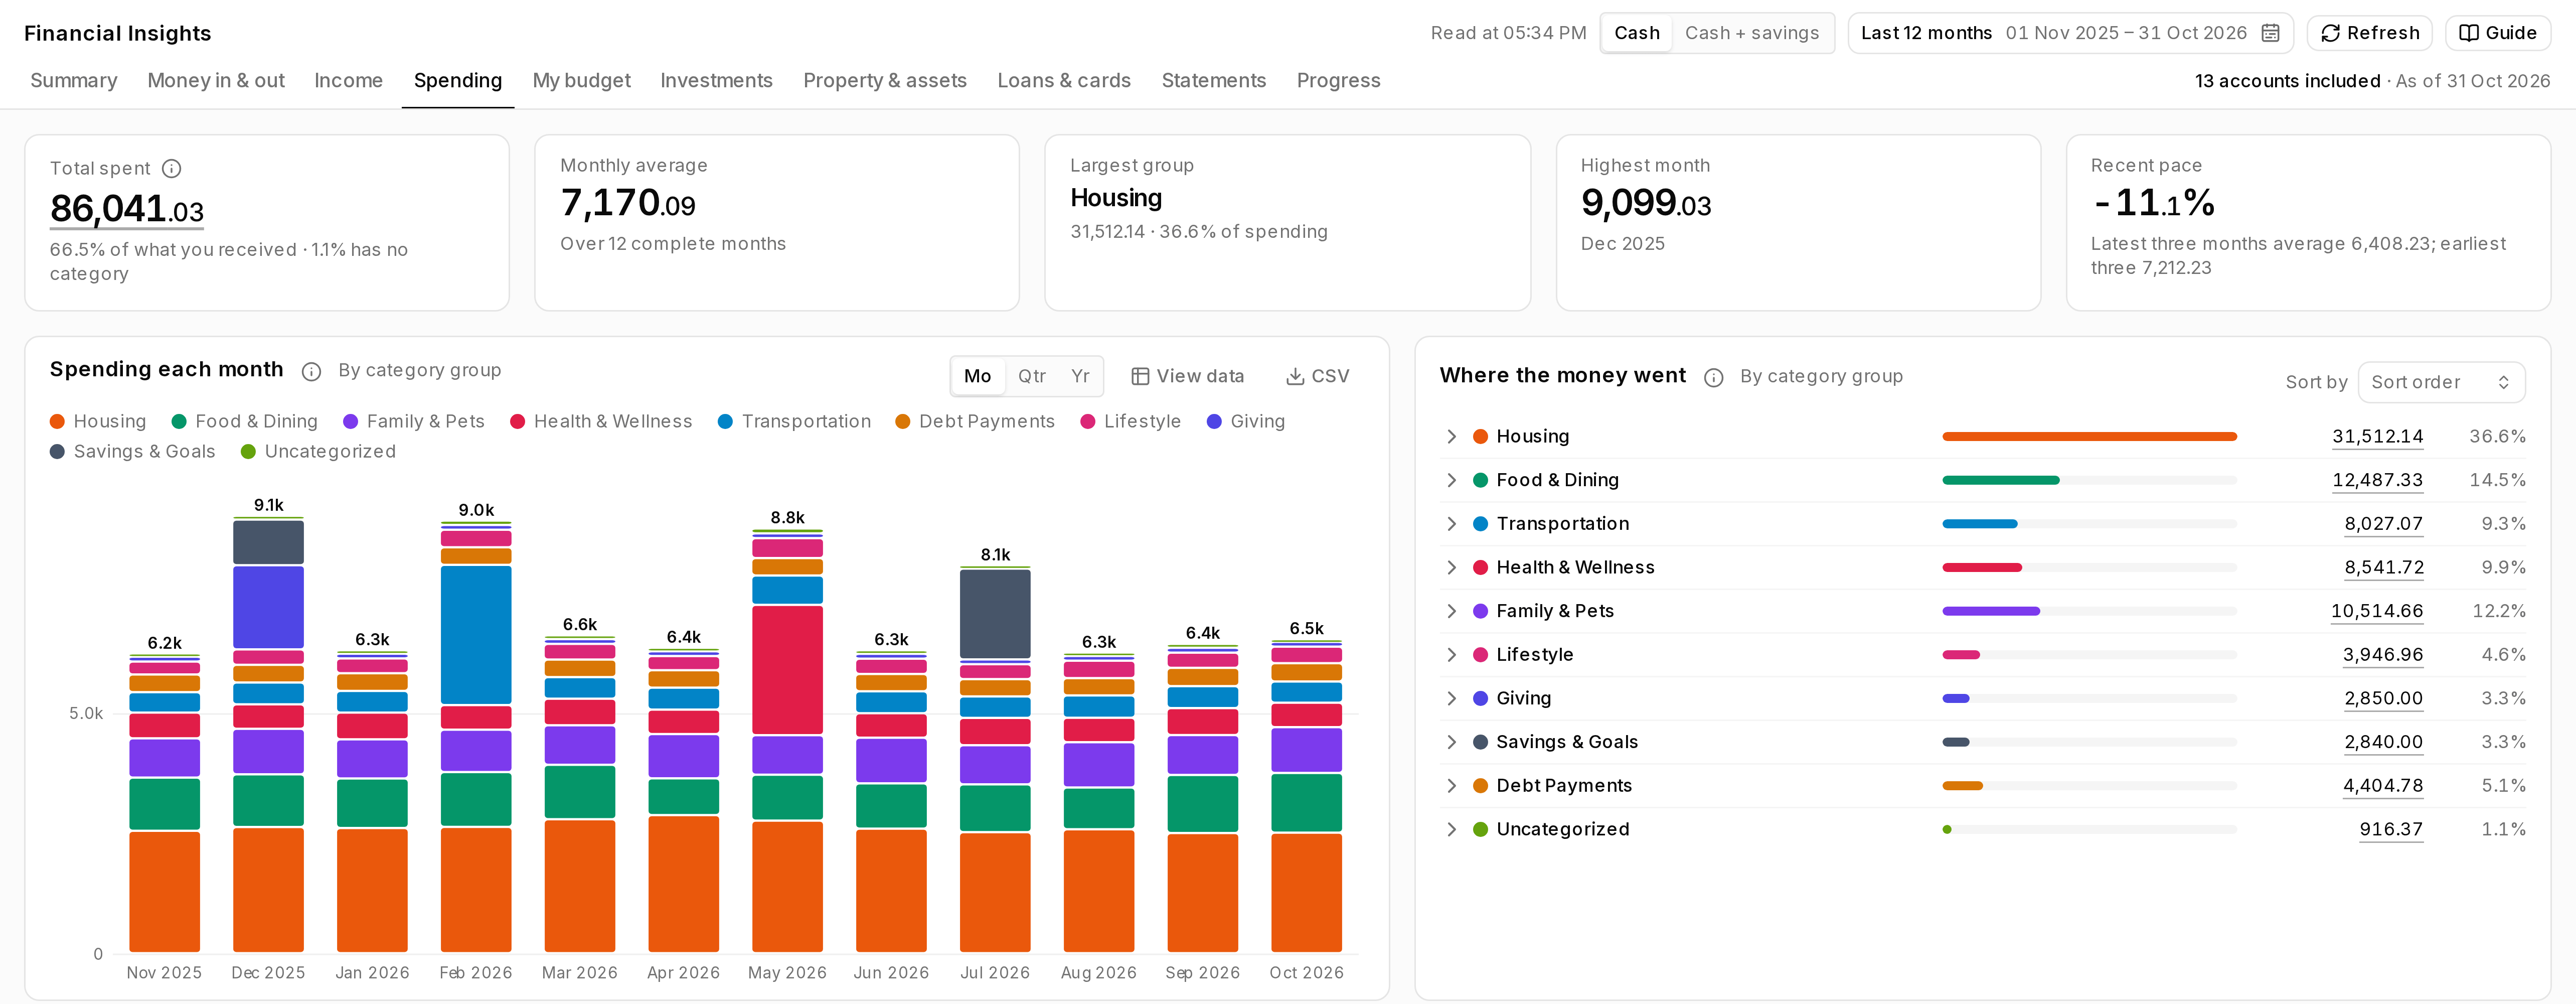 Financial Insights
Read at 05:34 PM
Cash
Cash + savings
Last 12 months 01 Nov 2025 – 31 Oct 2026
Refresh
Guide
Summary
Money in & out
Income
Spending
My budget
Investments
Property & assets
Loans & cards
Statements
Progress
13 accounts included · As of 31 Oct 2026
Total spent
86,041.03
66.5% of what you received · 1.1% has no
category
Monthly average
7,170.09
Over 12 complete months
Largest group
Housing
31,512.14 · 36.6% of spending
Highest month
9,099.03
Dec 2025
Recent pace
-11.1%
Latest three months average 6,408.23; earliest
three 7,212.23
Spending each month
By category group
Mo
Qtr
Yr
View data
CSV
Housing
Food & Dining
Family & Pets
Health & Wellness
Transportation
Debt Payments
Lifestyle
Giving
Savings & Goals
Uncategorized
6.2k
9.1k
6.3k
9.0k
6.6k
6.4k
8.8k
6.3k
8.1k
6.3k
6.4k
6.5k
5.0k
0
Nov 2025
Dec 2025
Jan 2026
Feb 2026
Mar 2026
Apr 2026
May 2026
Jun 2026
Jul 2026
Aug 2026
Sep 2026
Oct 2026
Where the money went
By category group
Sort by
Sort order
Housing 31,512.14 36.6%
Food & Dining 12,487.33 14.5%
Transportation 8,027.07 9.3%
Health & Wellness 8,541.72 9.9%
Family & Pets 10,514.66 12.2%
Lifestyle 3,946.96 4.6%
Giving 2,850.00 3.3%
Savings & Goals 2,840.00 3.3%
Debt Payments 4,404.78 5.1%
Uncategorized 916.37 1.1%